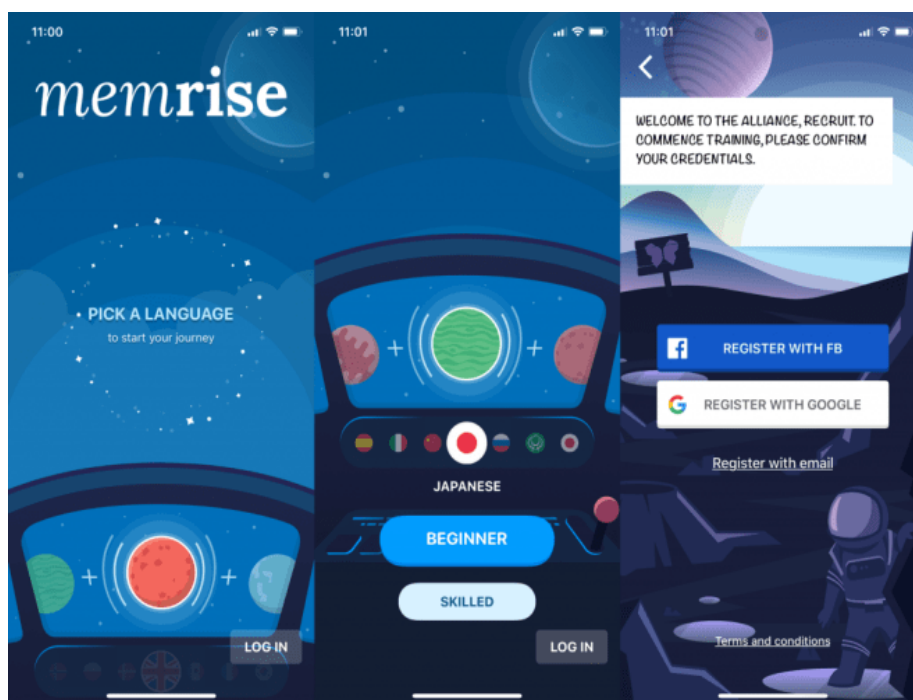 11:00
memrise
PICK A LANGUAGE
to start your journey
LOG IN
11:01
JAPANESE
BEGINNER
SKILLED
LOG IN
11:01
WELCOME TO THE ALLIANCE, RECRUIT. TO
COMMENCE TRAINING, PLEASE CONFIRM
YOUR CREDENTIALS.
REGISTER WITH FB
REGISTER WITH GOOGLE
Register with email
Terms and conditions